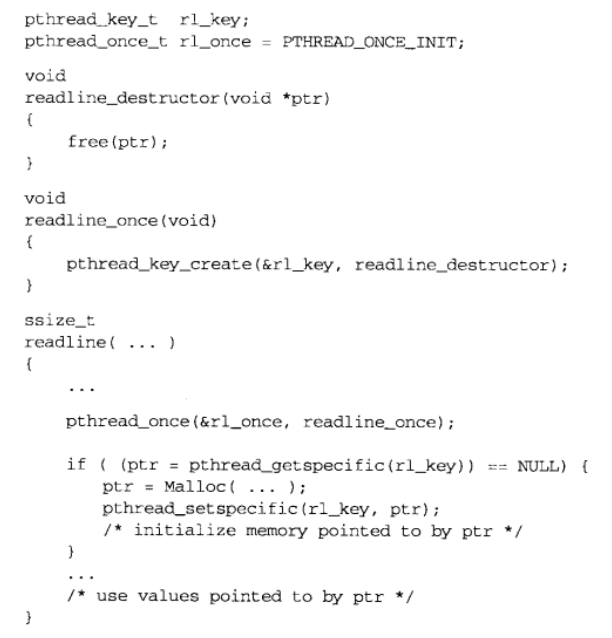 pthread_key_t  rl_key;
pthread_once_t rl_once = PTHREAD_ONCE_INIT;
void
readline_destructor(void *ptr)
{
    free(ptr);
}
void
readline_once(void)
{
    pthread_key_create(&rl_key, readline_destructor);
}
ssize_t
readline( ... )
{
    ...
    pthread_once(&rl_once, readline_once);
    if ( (ptr = pthread_getspecific(rl_key)) == NULL) {
        ptr = Malloc( ... );
        pthread_setspecific(rl_key, ptr);
        /* initialize memory pointed to by ptr */
    }
    ...
    /* use values pointed to by ptr */
}